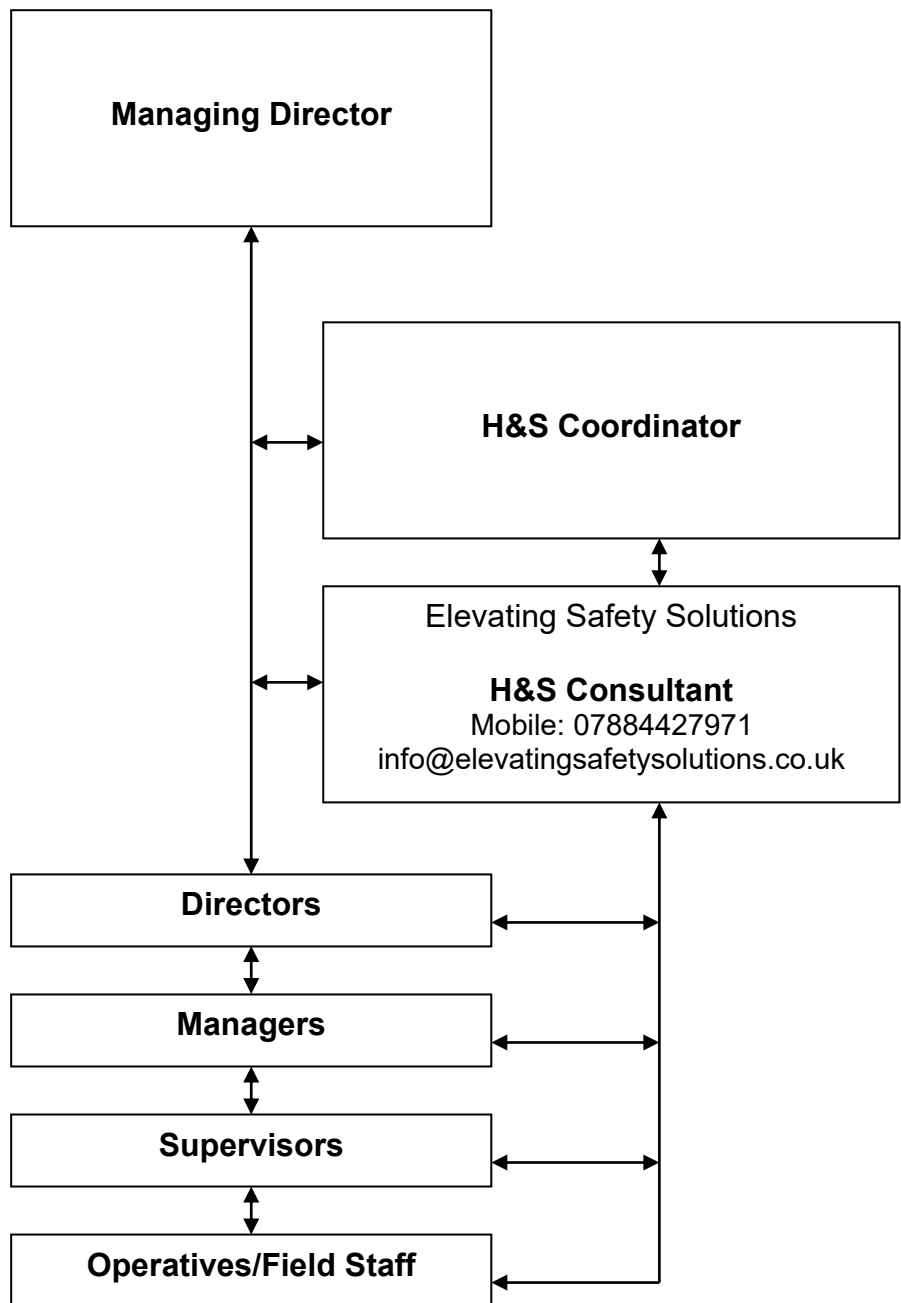 Managing Director
H&S Coordinator
Elevating Safety Solutions
H&S Consultant
Mobile: 07884427971
info@elevatingsafetysolutions.co.uk
Directors
Managers
Supervisors
Operatives/Field Staff